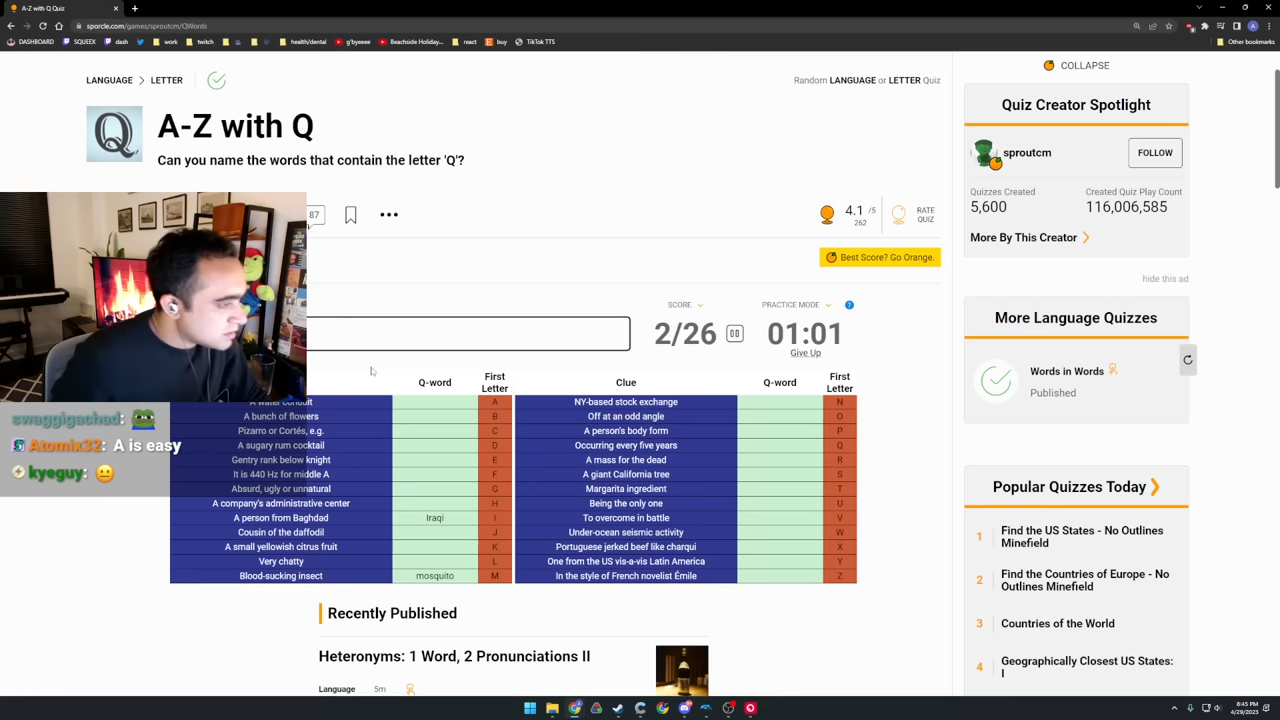 A-Z with Q Quiz
sporcle.com/games/sproutcm/QWords
DASHBOARD SQUEEX dash work twitch health/dental g'byeeee Beachside Holiday... react buy TikTok TTS Other bookmarks
LANGUAGE > LETTER
Random LANGUAGE or LETTER Quiz
COLLAPSE
Q
A-Z with Q
Can you name the words that contain the letter 'Q'?
Quiz Creator Spotlight
sproutcm
FOLLOW
Quizzes Created
Created Quiz Play Count
5,600
116,006,585
More By This Creator
87
4.1 /5
262
RATE QUIZ
Best Score? Go Orange.
hide this ad
SCORE
PRACTICE MODE
2/26
01:01
Give Up
More Language Quizzes
Words in Words
Published
Q-word First Letter Clue Q-word First Letter
A water conduit A NY-based stock exchange N
A bunch of flowers B Off at an odd angle O
Pizarro or Cortés, e.g. C A person's body form P
A sugary rum cocktail D Occurring every five years Q
Gentry rank below knight E A mass for the dead R
It is 440 Hz for middle A F A giant California tree S
Absurd, ugly or unnatural G Margarita ingredient T
A company's administrative center H Being the only one U
A person from Baghdad Iraqi I To overcome in battle V
Cousin of the daffodil J Under-ocean seismic activity W
A small yellowish citrus fruit K Portuguese jerked beef like charqui X
Very chatty L One from the US vis-a-vis Latin America Y
Blood-sucking insect mosquito M In the style of French novelist Émile Z
swaggigachad:
Atomix32: A is easy
kyeguy:
Popular Quizzes Today
1 Find the US States - No Outlines Minefield
2 Find the Countries of Europe - No Outlines Minefield
3 Countries of the World
4 Geographically Closest US States: I
Recently Published
Heteronyms: 1 Word, 2 Pronunciations II
Language 5m
8:45 PM
4/29/2023